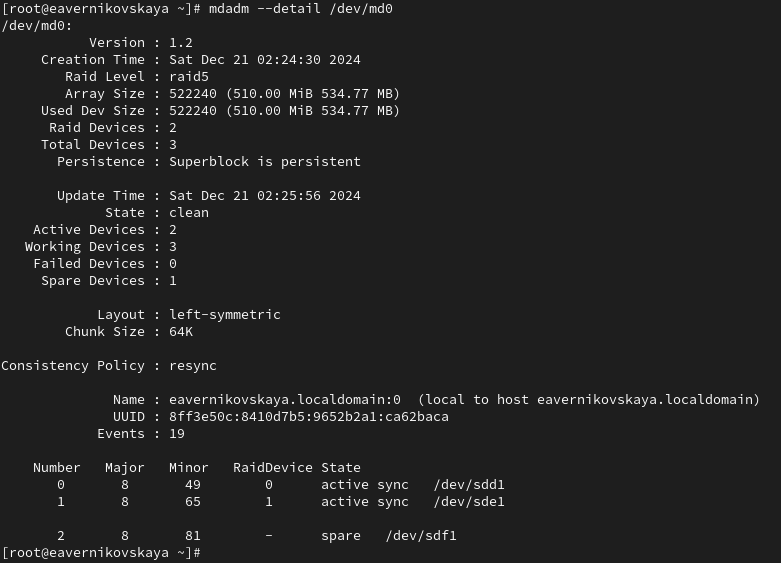 [root@eavernikovskaya ~]# mdadm --detail /dev/md0
/dev/md0:
Version : 1.2
Creation Time : Sat Dec 21 02:24:30 2024
Raid Level : raid5
Array Size : 522240 (510.00 MiB 534.77 MB)
Used Dev Size : 522240 (510.00 MiB 534.77 MB)
Raid Devices : 2
Total Devices : 3
Persistence : Superblock is persistent
Update Time : Sat Dec 21 02:25:56 2024
State : clean
Active Devices : 2
Working Devices : 3
Failed Devices : 0
Spare Devices : 1
Layout : left-symmetric
Chunk Size : 64K
Consistency Policy : resync
Name : eavernikovskaya.localdomain:0 (local to host eavernikovskaya.localdomain)
UUID : 8ff3e50c:8410d7b5:9652b2a1:ca62baca
Events : 19
Number Major Minor RaidDevice State
0 8 49 0 active sync /dev/sdd1
1 8 65 1 active sync /dev/sde1
2 8 81 - spare /dev/sdf1
[root@eavernikovskaya ~]#